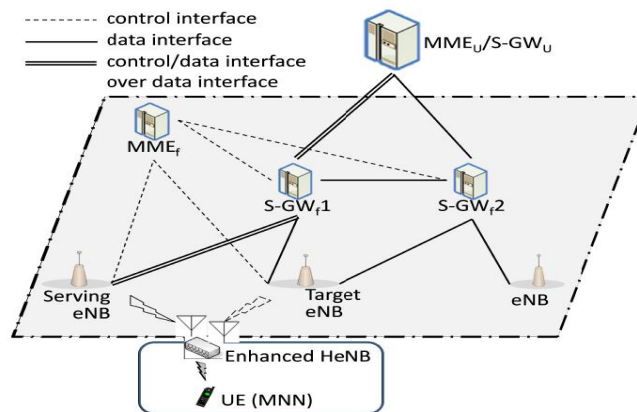 control interface
data interface
control/data interface
over data interface
MMEU/S-GWU
MMEf
S-GWf1
S-GWf2
Serving
eNB
Target
eNB
eNB
Enhanced HeNB
UE (MNN)